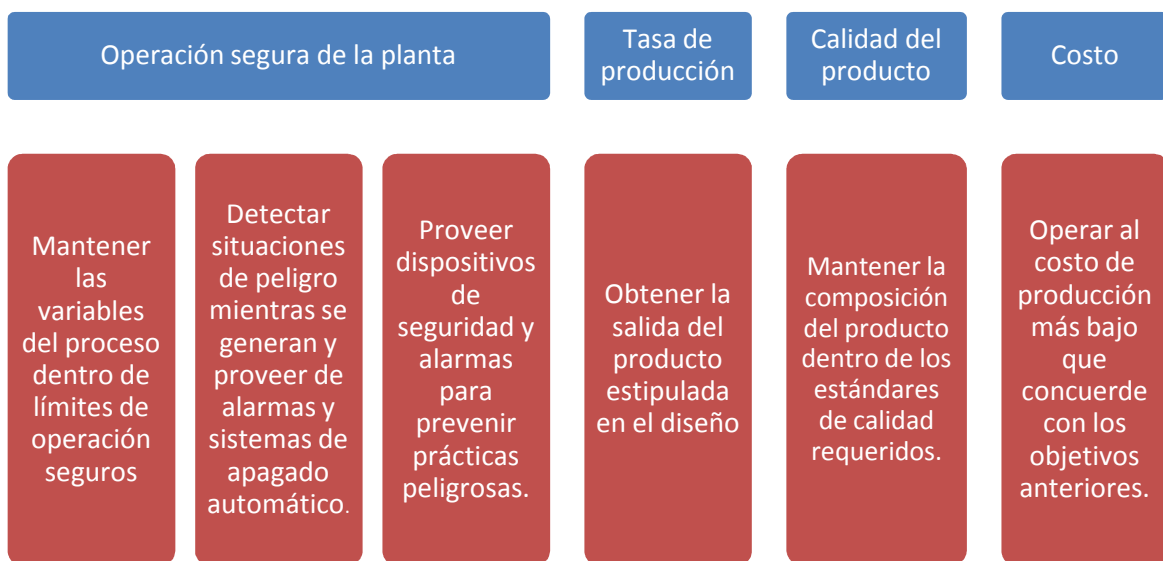 Operación segura de la planta
Tasa de
producción
Calidad del
producto
Costo
Mantener
las
variables
del proceso
dentro de
límites de
operación
seguros
Detectar
situaciones
de peligro
mientras se
generan y
proveer de
alarmas y
sistemas de
apagado
automático.
Proveer
dispositivos
de
seguridad y
alarmas
para
prevenir
prácticas
peligrosas.
Obtener la
salida del
producto
estipulada
en el diseño
Mantener la
composición
del producto
dentro de los
estándares
de calidad
requeridos.
Operar al
costo de
producción
más bajo
que
concuerde
con los
objetivos
anteriores.